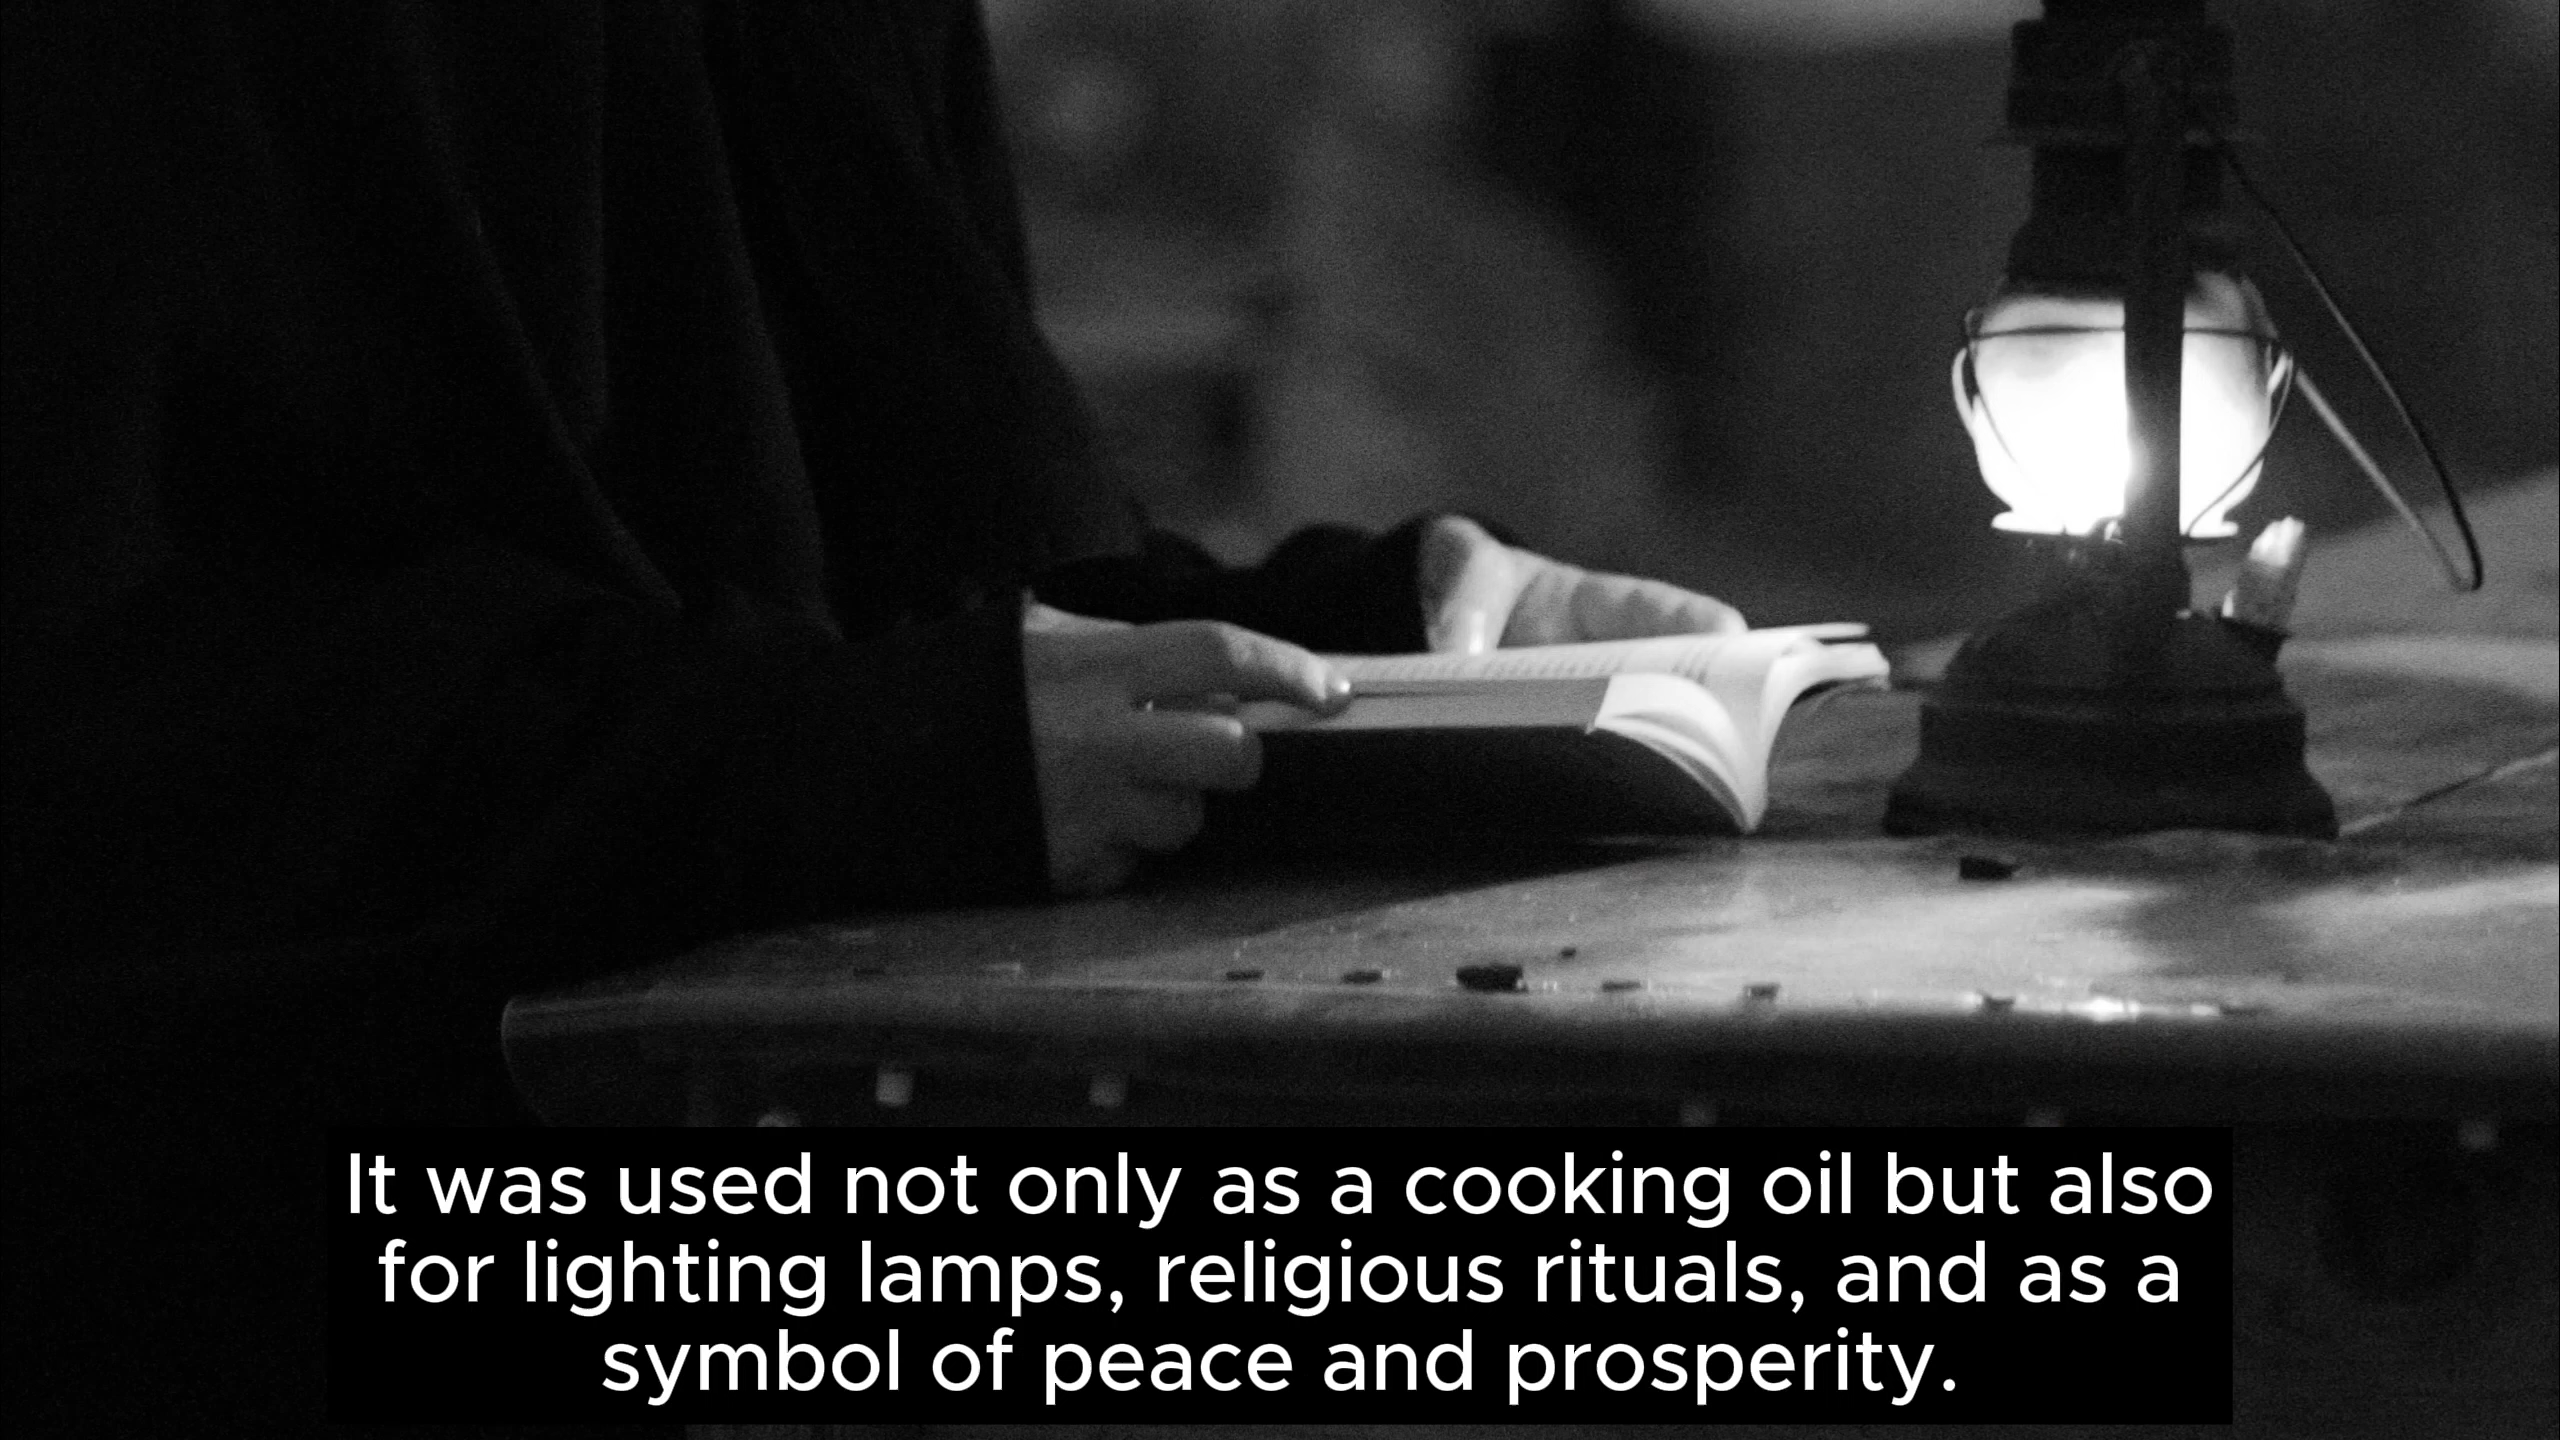 It was used not only as a cooking oil but also
for lighting lamps, religious rituals, and as a
symbol of peace and prosperity.